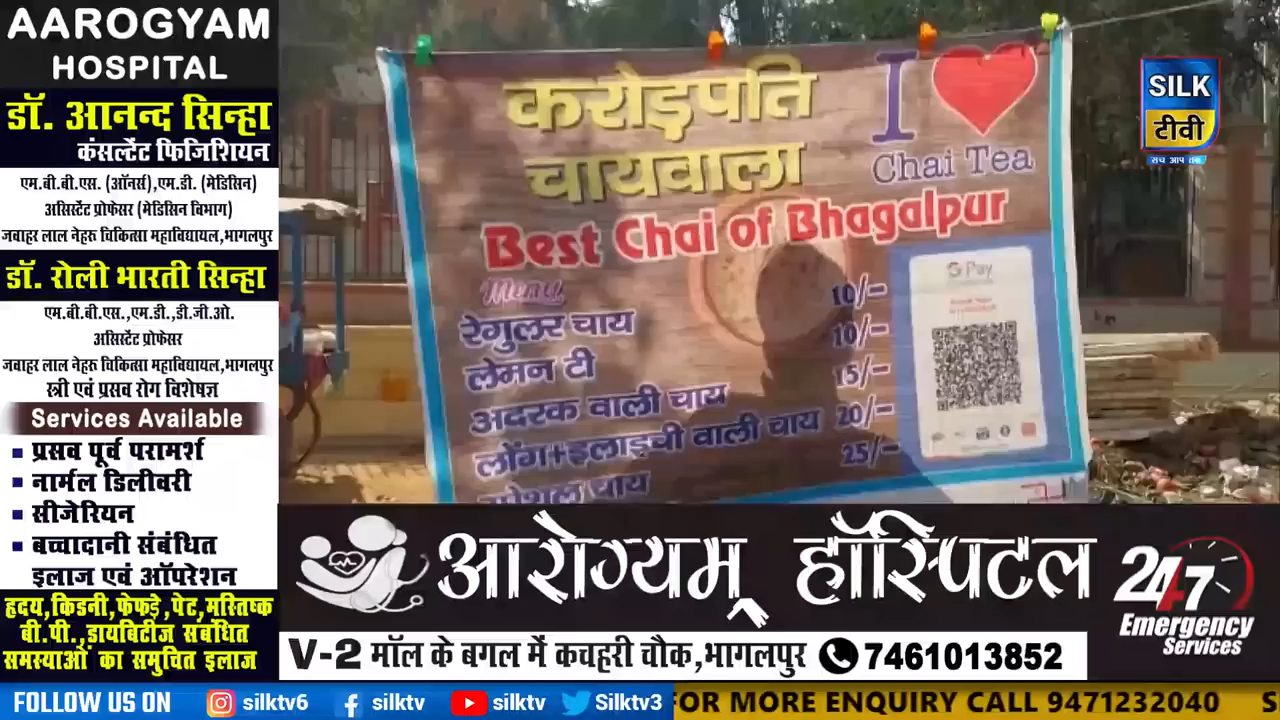 AAROGYAM
HOSPITAL
डॉ. आनन्द सिन्हा
कंसल्टेंट फिजिशियन
एम.बी.बी.एस. (ऑनर्स),एम.डी. (मेडिसिन)
असिस्टेंट प्रोफेसर (मेडिसिन विभाग)
जवाहर लाल नेहरू चिकित्सा महाविद्यालय,भागलपुर
डॉ. रोली भारती सिन्हा
एम.बी.बी.एस.,एम.डी.,डी.जी.ओ.
असिस्टेंट प्रोफेसर
जवाहर लाल नेहरू चिकित्सा महाविद्यालय,भागलपुर
स्त्री एवं प्रसव रोग विशेषज्ञ
Services Available
प्रसव पूर्व परामर्श
नार्मल डिलीवरी
सीजेरियन
बच्चादानी संबंधित
इलाज एवं ऑपरेशन
हृदय,किडनी,फेफड़े,पेट,मस्तिष्क
बी.पी.,डायबिटीज संबंधित
समस्याओं का समुचित इलाज
करोड़पति
चायवाला
I
Chai Tea
Best Chai of Bhagalpur
Menu
रेगुलर चाय 10/-
लेमन टी 10/-
अदरक वाली चाय 15/-
लोंग+इलाइची वाली चाय 20/-
स्पेशल चाय 25/-
G Pay
SILK
टीवी
सच आप तक
आरोग्यम् हॉस्पिटल
24*7
Emergency
Services
V-2 मॉल के बगल में कचहरी चौक,भागलपुर 7461013852
FOLLOW US ON silktv6 silktv silktv Silktv3 FOR MORE ENQUIRY CALL 9471232040 S